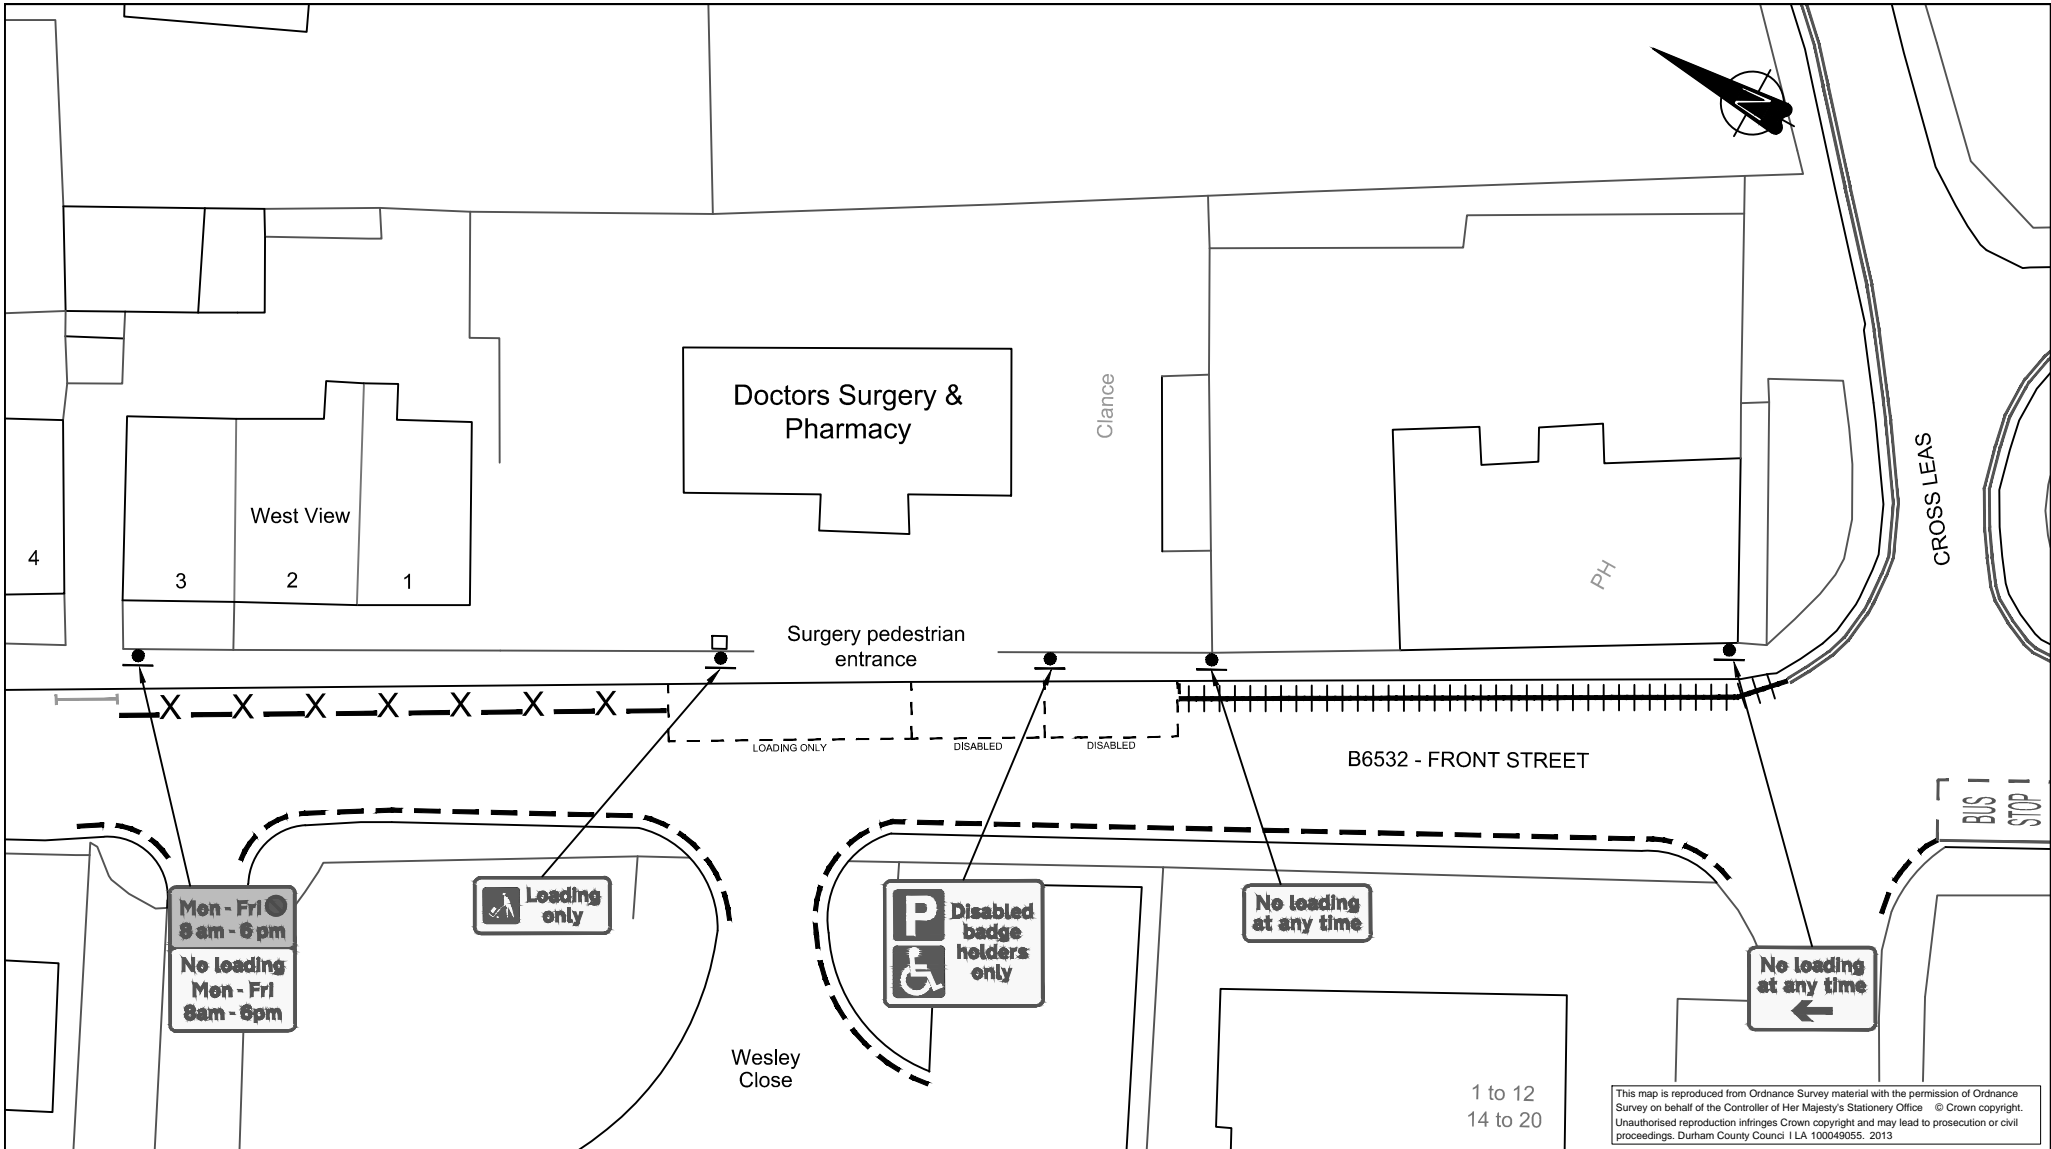 N
Doctors Surgery &
Pharmacy
Clance
CROSS LEAS
West View
4
3
2
1
PH
Surgery pedestrian
entrance
X X X X X X X
LOADING ONLY
DISABLED
DISABLED
B6532 - FRONT STREET
BUS
STOP
Mon - Fri
8 am - 6 pm
No loading
Mon - Fri
8am - 6pm
Loading
only
P
Disabled
badge
holders
only
No loading
at any time
No loading
at any time
Wesley
Close
1 to 12
14 to 20
This map is reproduced from Ordnance Survey material with the permission of Ordnance
Survey on behalf of the Controller of Her Majesty's Stationery Office © Crown copyright.
Unauthorised reproduction infringes Crown copyright and may lead to prosecution or civil
proceedings. Durham County Counci l LA 100049055. 2013